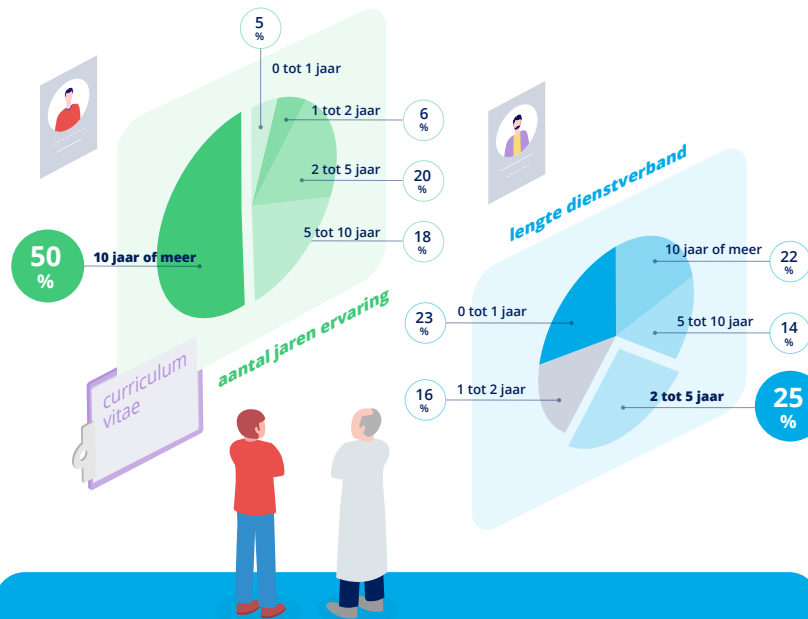 5
%
0 tot 1 jaar
1 tot 2 jaar
6
%
2 tot 5 jaar
20
%
5 tot 10 jaar
18
%
50
%
10 jaar of meer
aantal jaren ervaring
curriculum
vitae
lengte dienstverband
10 jaar of meer
22
%
23
%
0 tot 1 jaar
5 tot 10 jaar
14
%
16
%
1 tot 2 jaar
2 tot 5 jaar
25
%